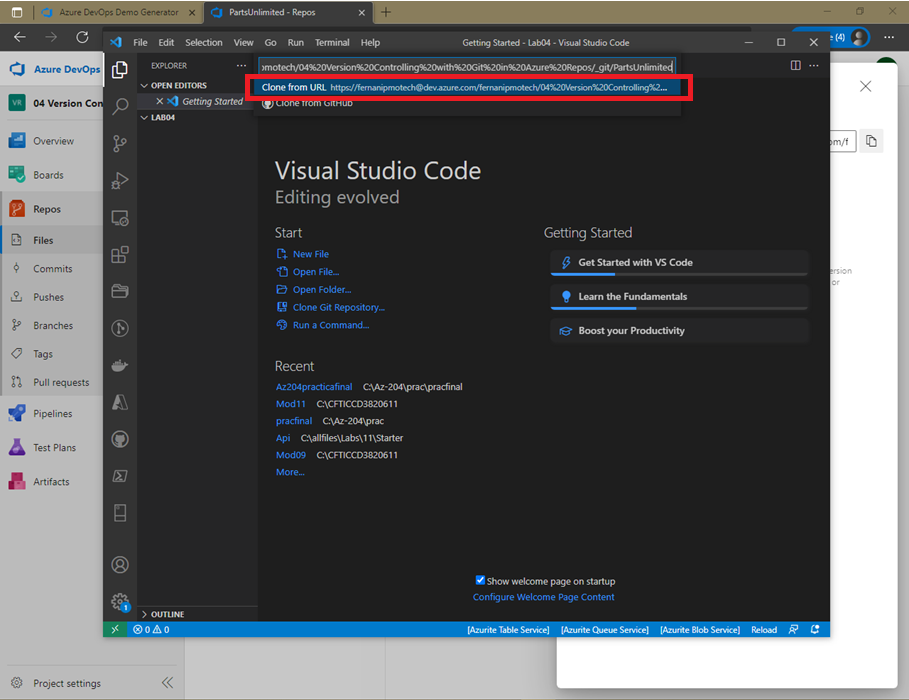 Azure DevOps Demo Generator
PartsUnlimited - Repos
File Edit Selection View Go Run Terminal Help
Getting Started - Lab04 - Visual Studio Code
(4)
Azure DevOps
VR
04 Version Con
Overview
Boards
Repos
Files
Commits
Pushes
Branches
Tags
Pull requests
Pipelines
Test Plans
Artifacts
Project settings
EXPLORER
OPEN EDITORS
Getting Started
LAB04
OUTLINE
motech/04%20Version%20Controlling%20with%20Git%20in%20Azure%20Repos/_git/PartsUnlimited
Clone from URL https://fernanipmotech@dev.azure.com/fernanipmotech/04%20Version%20Controlling%2...
Clone from GitHub
Visual Studio Code
Editing evolved
Start
New File
Open File...
Open Folder...
Clone Git Repository...
Run a Command...
Recent
Az204practicafinal C:\Az-204\prac\pracfinal
Mod11 C:\CFTICCD3820611
pracfinal C:\Az-204\prac
Api C:\allfiles\Labs\11\Starter
Mod09 C:\CFTICCD3820611
More...
Getting Started
Get Started with VS Code
Learn the Fundamentals
Boost your Productivity
Show welcome page on startup
Configure Welcome Page Content
1
0 0
[Azurite Table Service] [Azurite Queue Service] [Azurite Blob Service] Reload
om/f
ersion
or